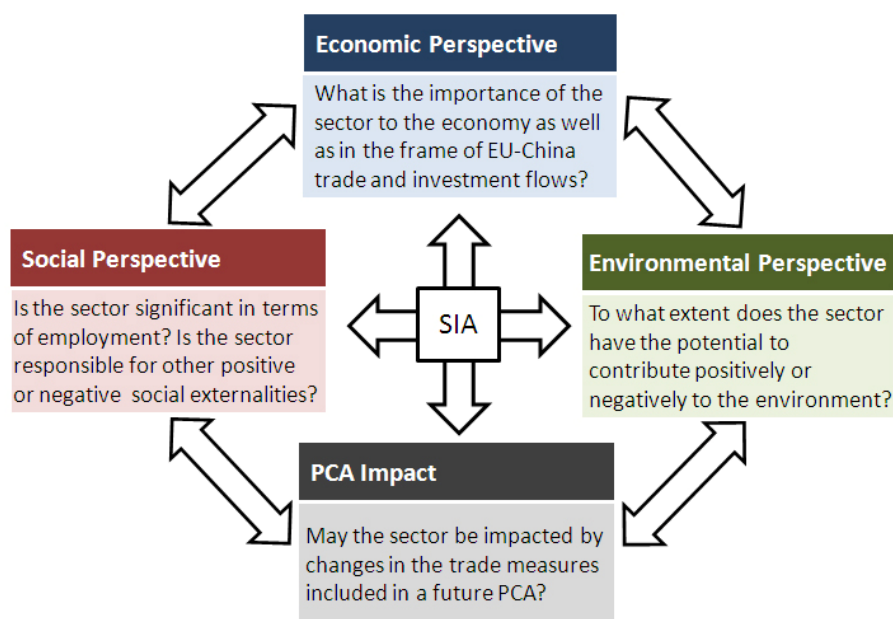 Economic Perspective
What is the importance of the
sector to the economy as well
as in the frame of EU-China
trade and investment flows?
Social Perspective
Is the sector significant in terms
of employment? Is the sector
responsible for other positive
or negative social externalities?
SIA
Environmental Perspective
To what extent does the sector
have the potential to
contribute positively or
negatively to the environment?
PCA Impact
May the sector be impacted by
changes in the trade measures
included in a future PCA?